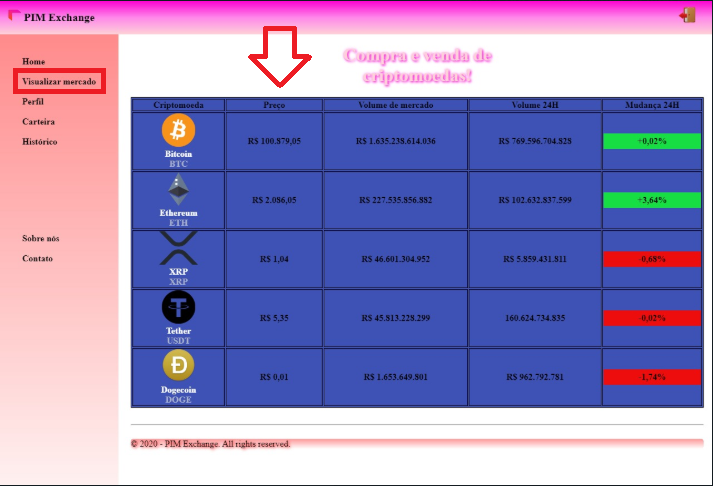 PIM Exchange
Home
Visualizar mercado
Perfil
Carteira
Histórico
Sobre nós
Contato
Compra e venda de
criptomoedas!
Criptomoeda Preço Volume de mercado Volume 24H Mudança 24H
Bitcoin
BTC
R$ 100.879,05 R$ 1.635.238.614.036 R$ 769.596.704.828 +0,02%
Ethereum
ETH
R$ 2.086,05 R$ 227.535.856.882 R$ 102.632.837.599 +3,64%
XRP
XRP
R$ 1,04 R$ 46.601.304.952 R$ 5.859.431.811 -0,68%
Tether
USDT
R$ 5,35 R$ 45.813.228.299 160.624.734.835 -0,02%
Dogecoin
DOGE
R$ 0,01 R$ 1.653.649.801 R$ 962.792.781 -1,74%
© 2020 - PIM Exchange. All rights reserved.